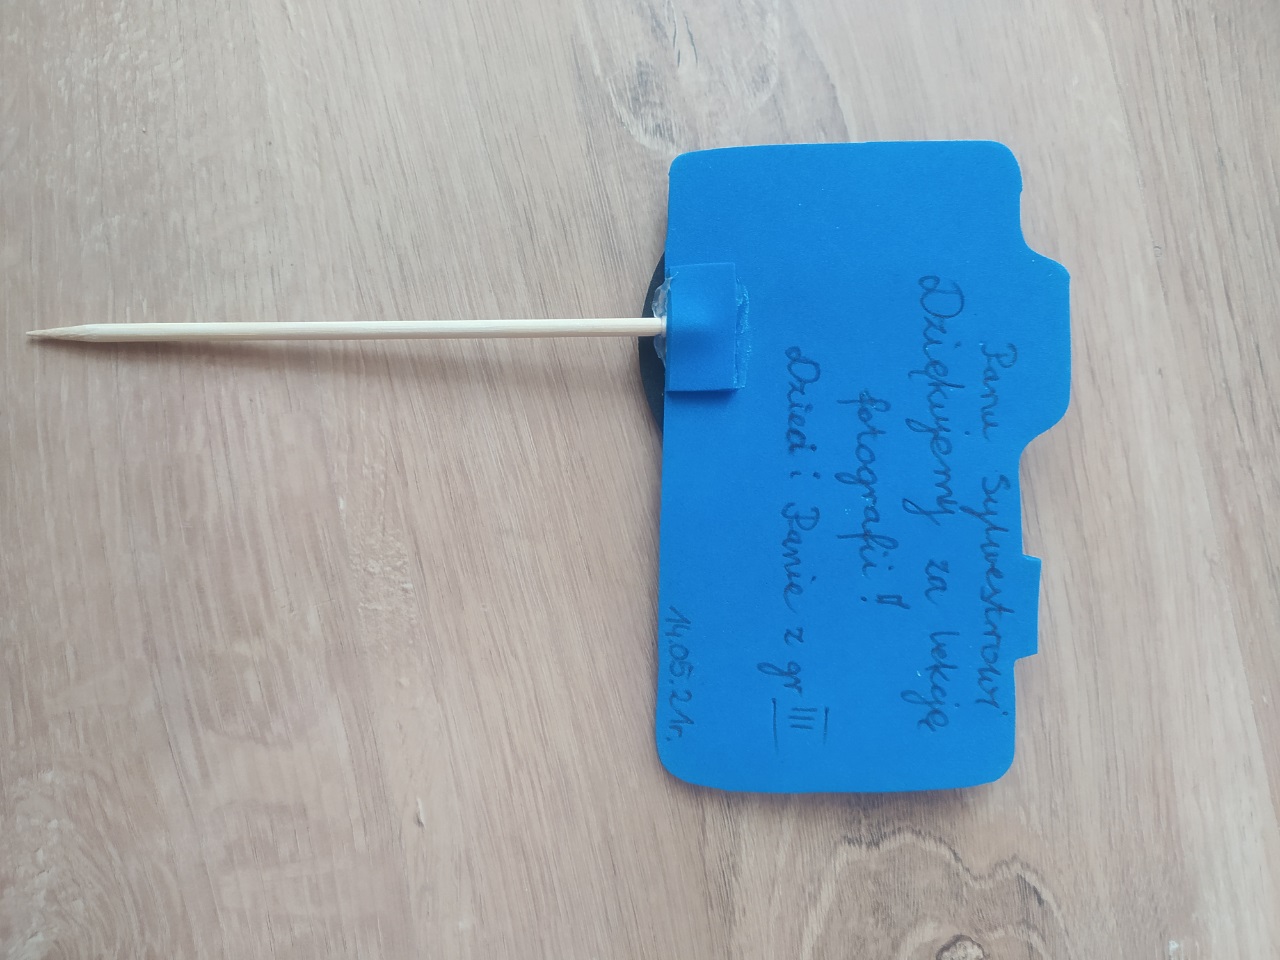 Panu Sylwestrowi
Dziękujemy za lekcję
fotografii!
Dzieci i Panie z gr III
14.05.21r.